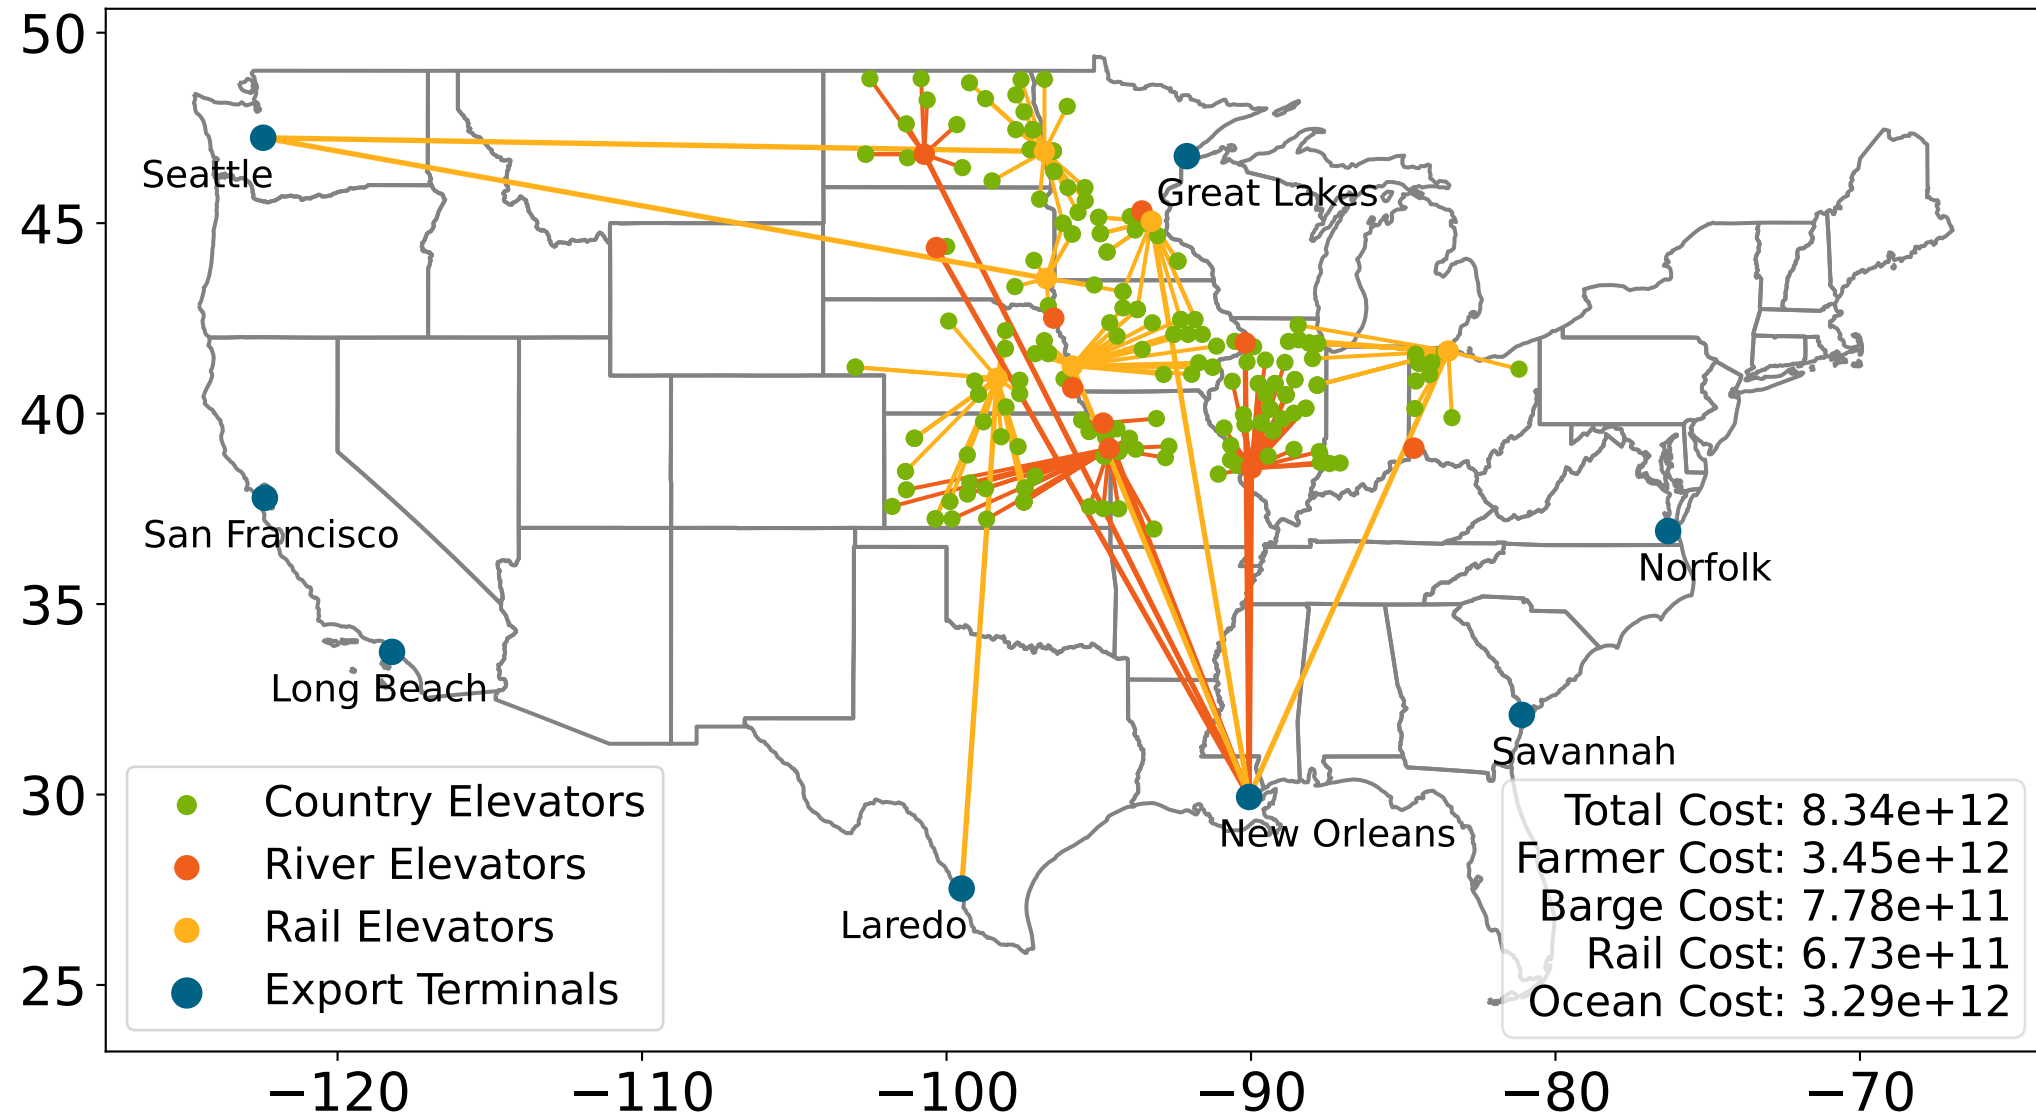 50
45
40
35
30
25
Seattle
Great Lakes
San Francisco
Norfolk
Long Beach
Savannah
New Orleans
Laredo
Country Elevators
River Elevators
Rail Elevators
Export Terminals
Total Cost: 8.34e+12
Farmer Cost: 3.45e+12
Barge Cost: 7.78e+11
Rail Cost: 6.73e+11
Ocean Cost: 3.29e+12
−120 −110 −100 −90 −80 −70